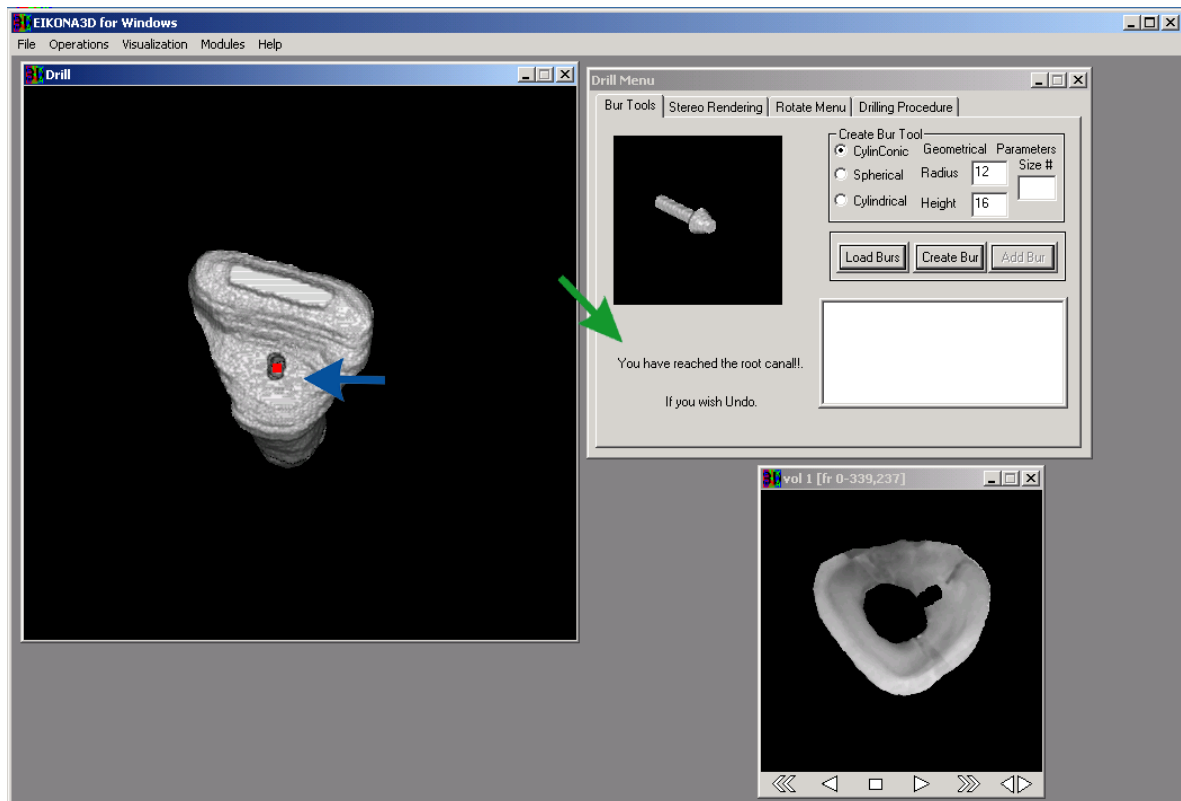 EIKONA3D for Windows
File Operations Visualization Modules Help
Drill
Drill Menu
Bur Tools Stereo Rendering Rotate Menu Drilling Procedure
Create Bur Tool
CylinConic Geometrical Parameters
Spherical Radius 12 Size #
Cylindrical Height 16
Load Burs Create Bur Add Bur
You have reached the root canal!!.
If you wish Undo.
vol 1 [fr 0-339,237]